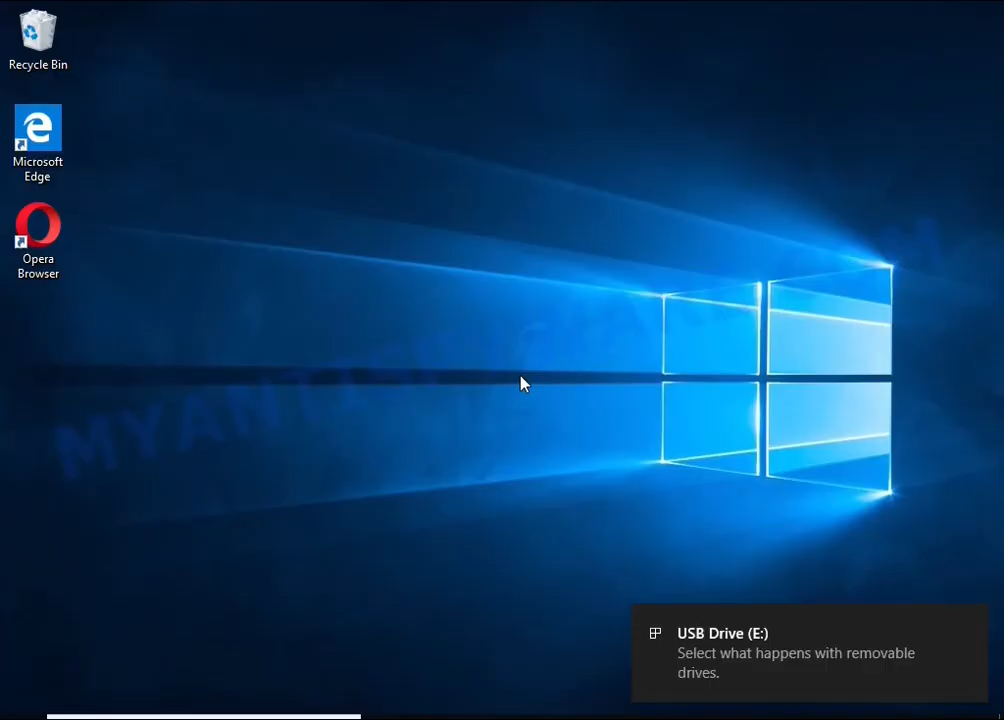 Recycle Bin
Microsoft
Edge
Opera
Browser
USB Drive (E:)
Select what happens with removable
drives.